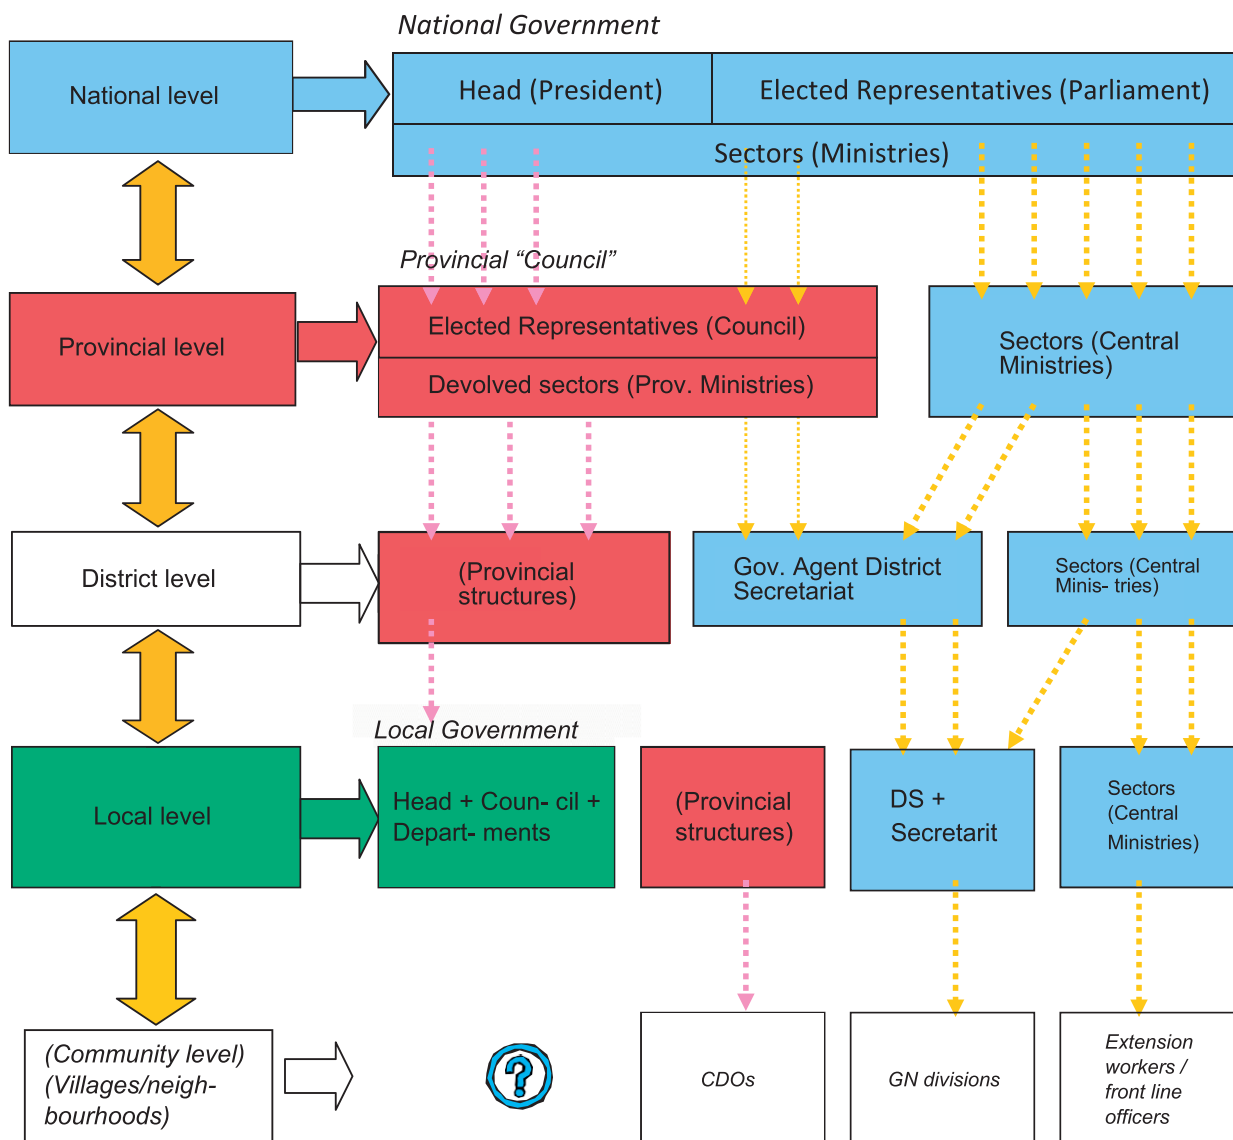 National Government
National level
Head (President)
Elected Representatives (Parliament)
Sectors (Ministries)
Provincial “Council”
Provincial level
Elected Representatives (Council)
Devolved sectors (Prov. Ministries)
Sectors (Central
Ministries)
District level
(Provincial
structures)
Gov. Agent District
Secretariat
Sectors (Central
Minis- tries)
Local Government
Local level
Head + Coun- cil +
Depart- ments
(Provincial
structures)
DS +
Secretarit
Sectors
(Central
Ministries)
(Community level)
(Villages/neigh-
bourhoods)
?
CDOs
GN divisions
Extension
workers /
front line
officers